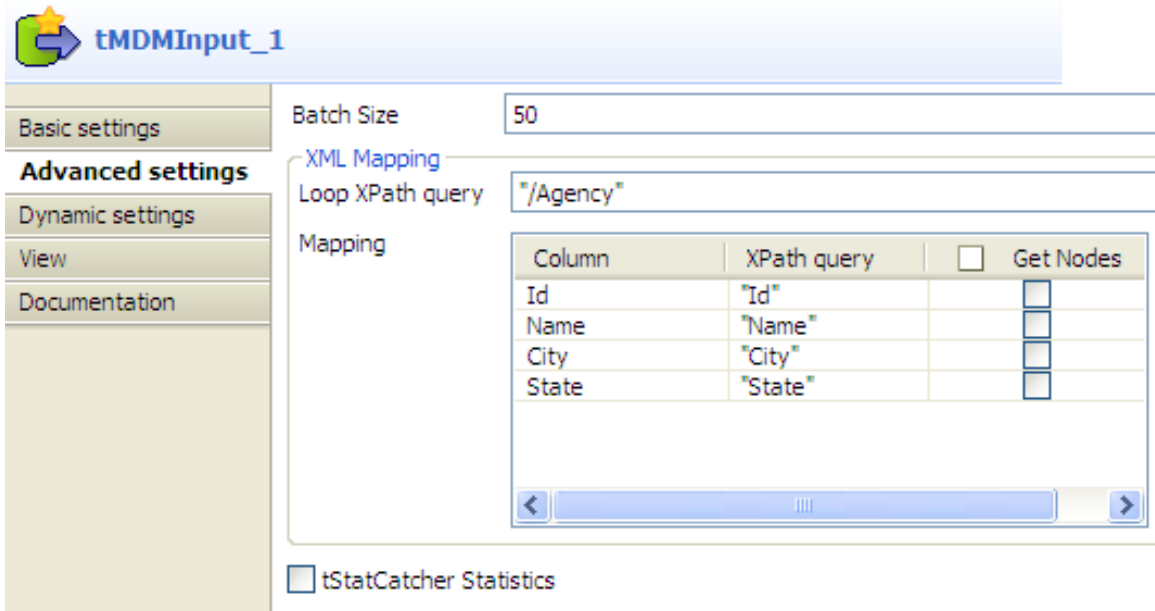 tMDMInput_1
Basic settings
Advanced settings
Dynamic settings
View
Documentation
Batch Size 50
XML Mapping
Loop XPath query "/Agency"
Mapping
Column XPath query Get Nodes
Id "Id"
Name "Name"
City "City"
State "State"
tStatCatcher Statistics